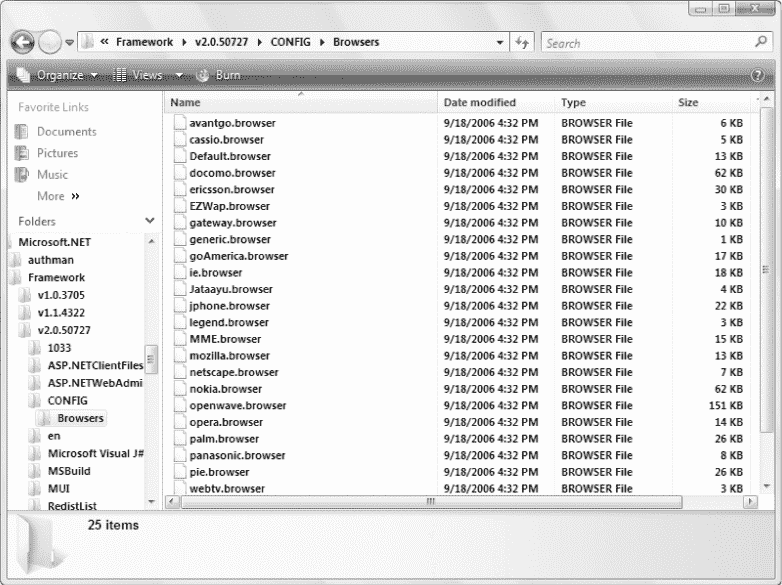 « Framework ▸ v2.0.50727 ▸ CONFIG ▸ Browsers
Search
Organize Views Burn
Favorite Links
Documents
Pictures
Music
More »
Folders
Microsoft.NET
authman
Framework
v1.0.3705
v1.1.4322
v2.0.50727
1033
ASP.NETClientFiles
ASP.NETWebAdmi
CONFIG
Browsers
en
Microsoft Visual J#
MSBuild
MUI
RedistList
Name Date modified Type Size
avantgo.browser 9/18/2006 4:32 PM BROWSER File 6 KB
cassio.browser 9/18/2006 4:32 PM BROWSER File 5 KB
Default.browser 9/18/2006 4:32 PM BROWSER File 13 KB
docomo.browser 9/18/2006 4:32 PM BROWSER File 62 KB
ericsson.browser 9/18/2006 4:32 PM BROWSER File 30 KB
EZWap.browser 9/18/2006 4:32 PM BROWSER File 3 KB
gateway.browser 9/18/2006 4:32 PM BROWSER File 10 KB
generic.browser 9/18/2006 4:32 PM BROWSER File 1 KB
goAmerica.browser 9/18/2006 4:32 PM BROWSER File 17 KB
ie.browser 9/18/2006 4:32 PM BROWSER File 18 KB
Jataayu.browser 9/18/2006 4:32 PM BROWSER File 4 KB
jphone.browser 9/18/2006 4:32 PM BROWSER File 22 KB
legend.browser 9/18/2006 4:32 PM BROWSER File 3 KB
MME.browser 9/18/2006 4:32 PM BROWSER File 15 KB
mozilla.browser 9/18/2006 4:32 PM BROWSER File 13 KB
netscape.browser 9/18/2006 4:32 PM BROWSER File 7 KB
nokia.browser 9/18/2006 4:32 PM BROWSER File 62 KB
openwave.browser 9/18/2006 4:32 PM BROWSER File 151 KB
opera.browser 9/18/2006 4:32 PM BROWSER File 14 KB
palm.browser 9/18/2006 4:32 PM BROWSER File 26 KB
panasonic.browser 9/18/2006 4:32 PM BROWSER File 8 KB
pie.browser 9/18/2006 4:32 PM BROWSER File 26 KB
webtv.browser 9/18/2006 4:32 PM BROWSER File 3 KB
25 items